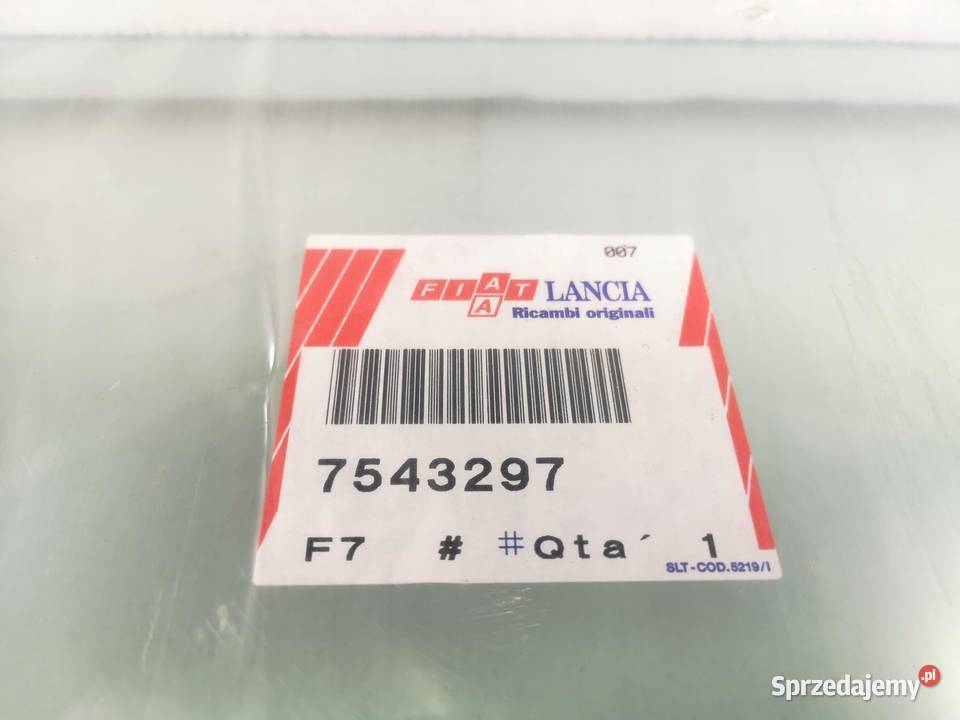 007
FIAT LANCIA
A
Ricambi originali
7543297
F7 # #Qta´ 1
SLT-COD.5219/I
Sprzedajemy.pl